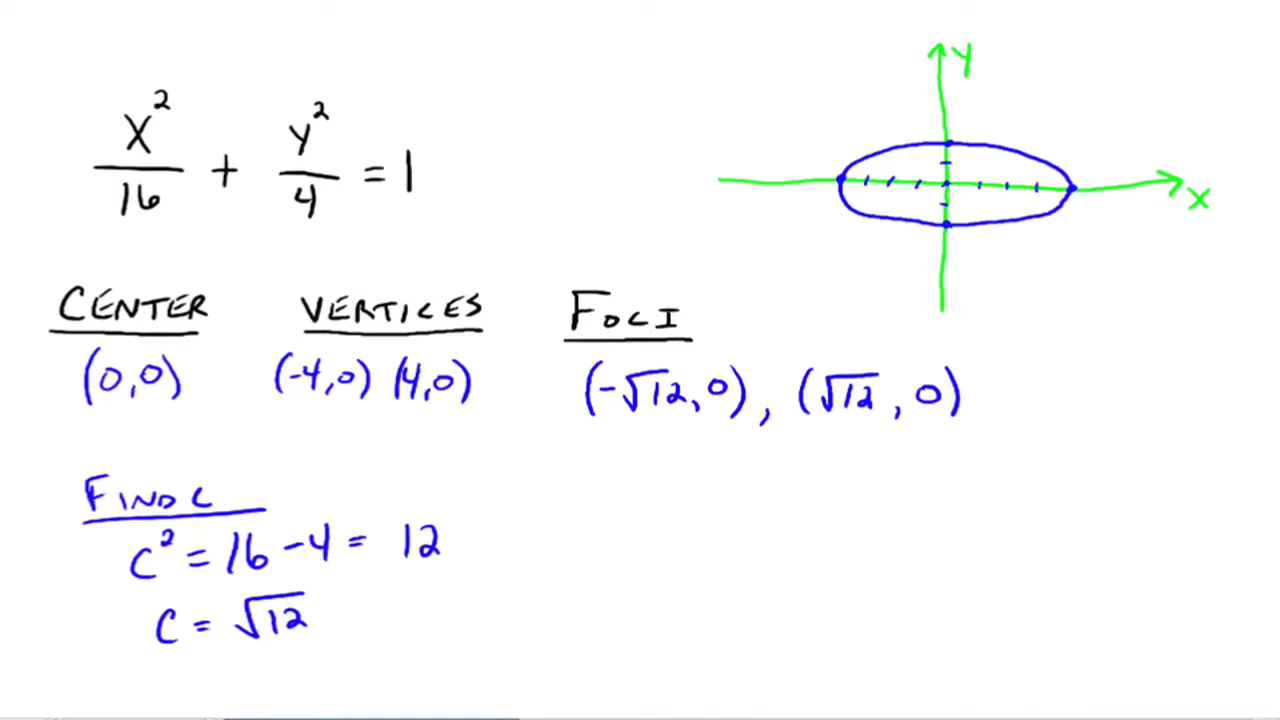 x²/16 + y²/4 = 1
Y
X
CENTER VERTICES FOCI
(0,0) (-4,0) (4,0) (-√12,0), (√12,0)
FIND C
C² = 16 - 4 = 12
C = √12